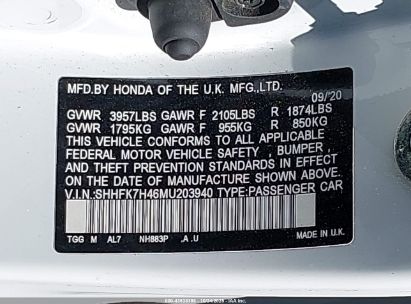 MFD.BY HONDA OF THE U.K. MFG.,LTD.
09/20
GVWR 3957LBS GAWR F 2105LBS R 1874LBS
GVWR 1795KG GAWR F 955KG R 850KG
THIS VEHICLE CONFORMS TO ALL APPLICABLE
FEDERAL MOTOR VEHICLE SAFETY , BUMPER ,
AND THEFT PREVENTION STANDARDS IN EFFECT
ON THE DATE OF MANUFACTURE SHOWN ABOVE.
V.I.N.:SHHFK7H46MU203940 TYPE:PASSENGER CAR
TGG M AL7 NH883P .A .U MADE IN U.K.